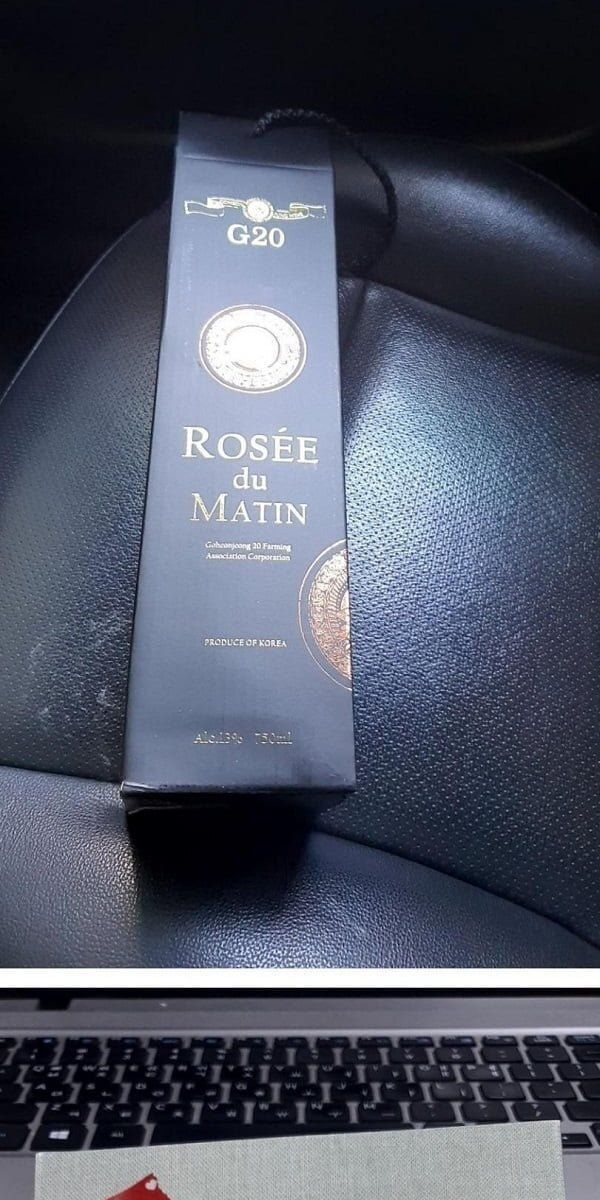 G20
ROSÉE
du
MATIN
Goheonjeong 20 Farming
Association Corporation
PRODUCE OF KOREA
Alc.13% 750ml